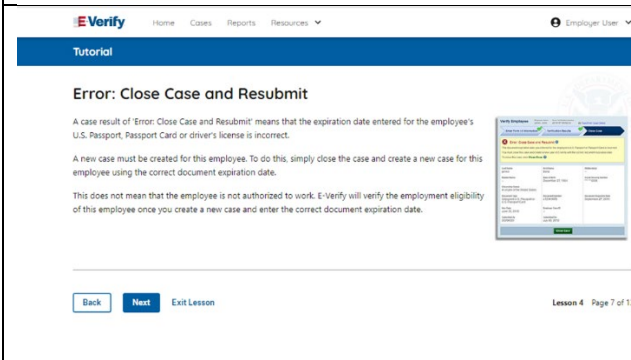 E-Verify Home Cases Reports Resources Employer User
Tutorial
Error: Close Case and Resubmit
A case result of 'Error: Close Case and Resubmit' means that the expiration date entered for the employee's
U.S. Passport, Passport Card or driver's license is incorrect.
A new case must be created for this employee. To do this, simply close the case and create a new case for this
employee using the correct document expiration date.
This does not mean that the employee is not authorized to work. E-Verify will verify the employment eligibility
of this employee once you create a new case and enter the correct document expiration date.
Verify Employee
Error: Close Case and Resubmit
Back Next Exit Lesson Lesson 4 Page 7 of